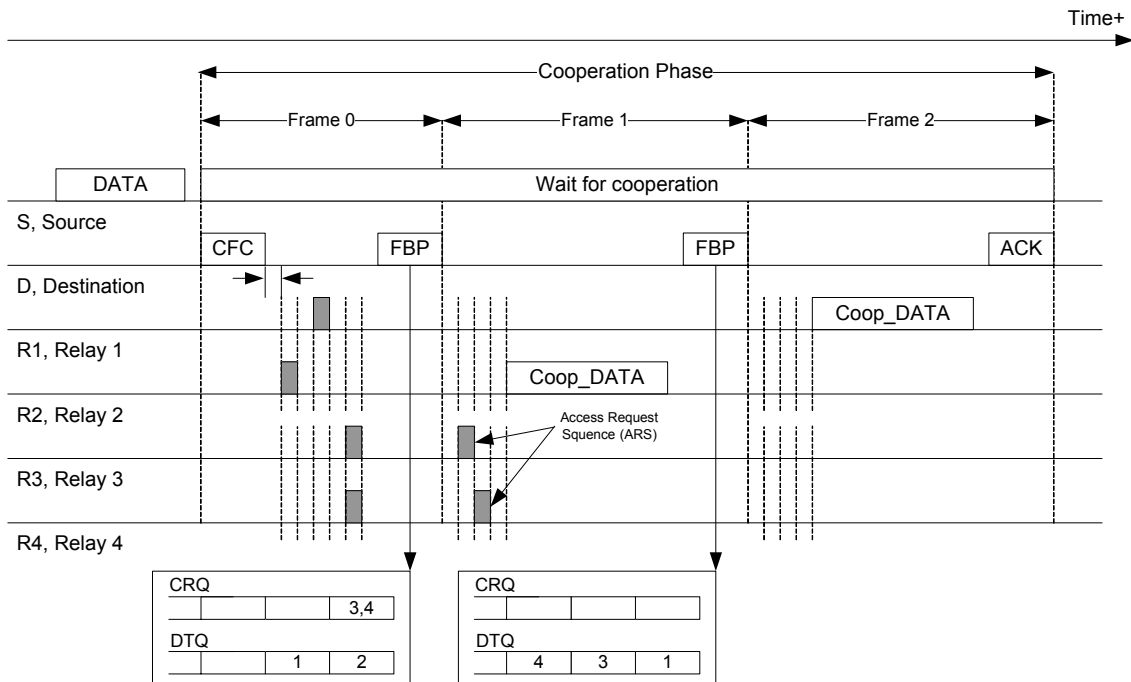 Time+
Cooperation Phase
Frame 0
Frame 1
Frame 2
DATA
Wait for cooperation
S, Source
CFC
FBP
FBP
ACK
D, Destination
Coop_DATA
R1, Relay 1
Coop_DATA
R2, Relay 2
Access Request
Squence (ARS)
R3, Relay 3
R4, Relay 4
CRQ
3,4
DTQ
1 2
CRQ
DTQ
4 3 1